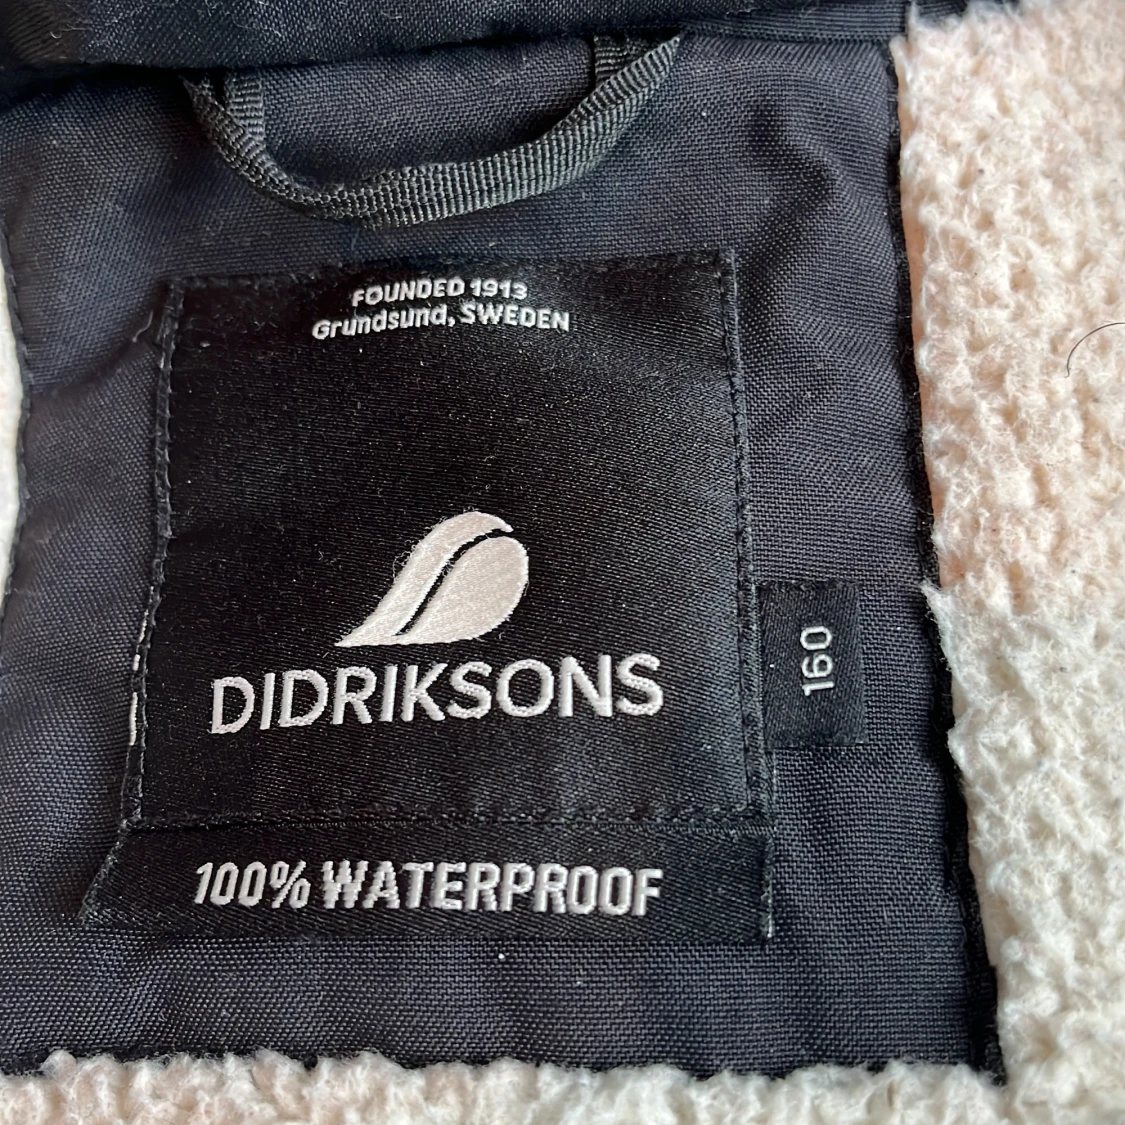 FOUNDED 1913
Grundsund, SWEDEN
DIDRIKSONS
160
100% WATERPROOF